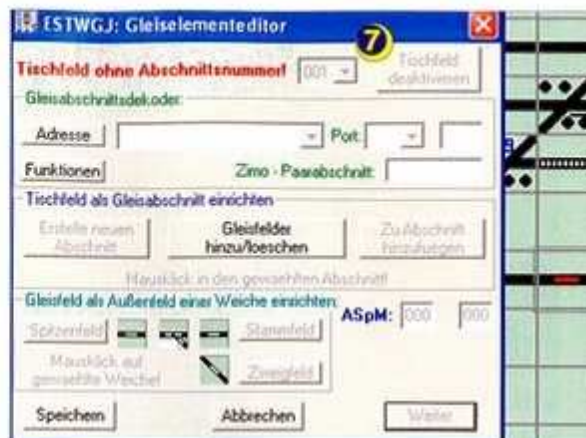 ESTWGJ: Gleiselementeditor
7
Tischfeld ohne Abschnittsnummer!
001
Tischfeld
deaktivieren
Gleisabschnittsdekoder:
Adresse
Port:
Funktionen
Zimo - Paarabschnitt:
Tischfeld als Gleisabschnitt einrichten
Erstelle neuen
Abschnitt
Gleisfelder
hinzu/loeschen
Zu Abschnitt
hinzufuegen
Mausklick in den gewaehlten Abschnitt!
Gleisfeld als Außenfeld einer Weiche einrichten:
Spitzenfeld
Stammfeld
ASpM:
000
000
Mausklick auf
gewaehlte Weiche!
Zweigfeld
Speichern
Abbrechen
Weiter